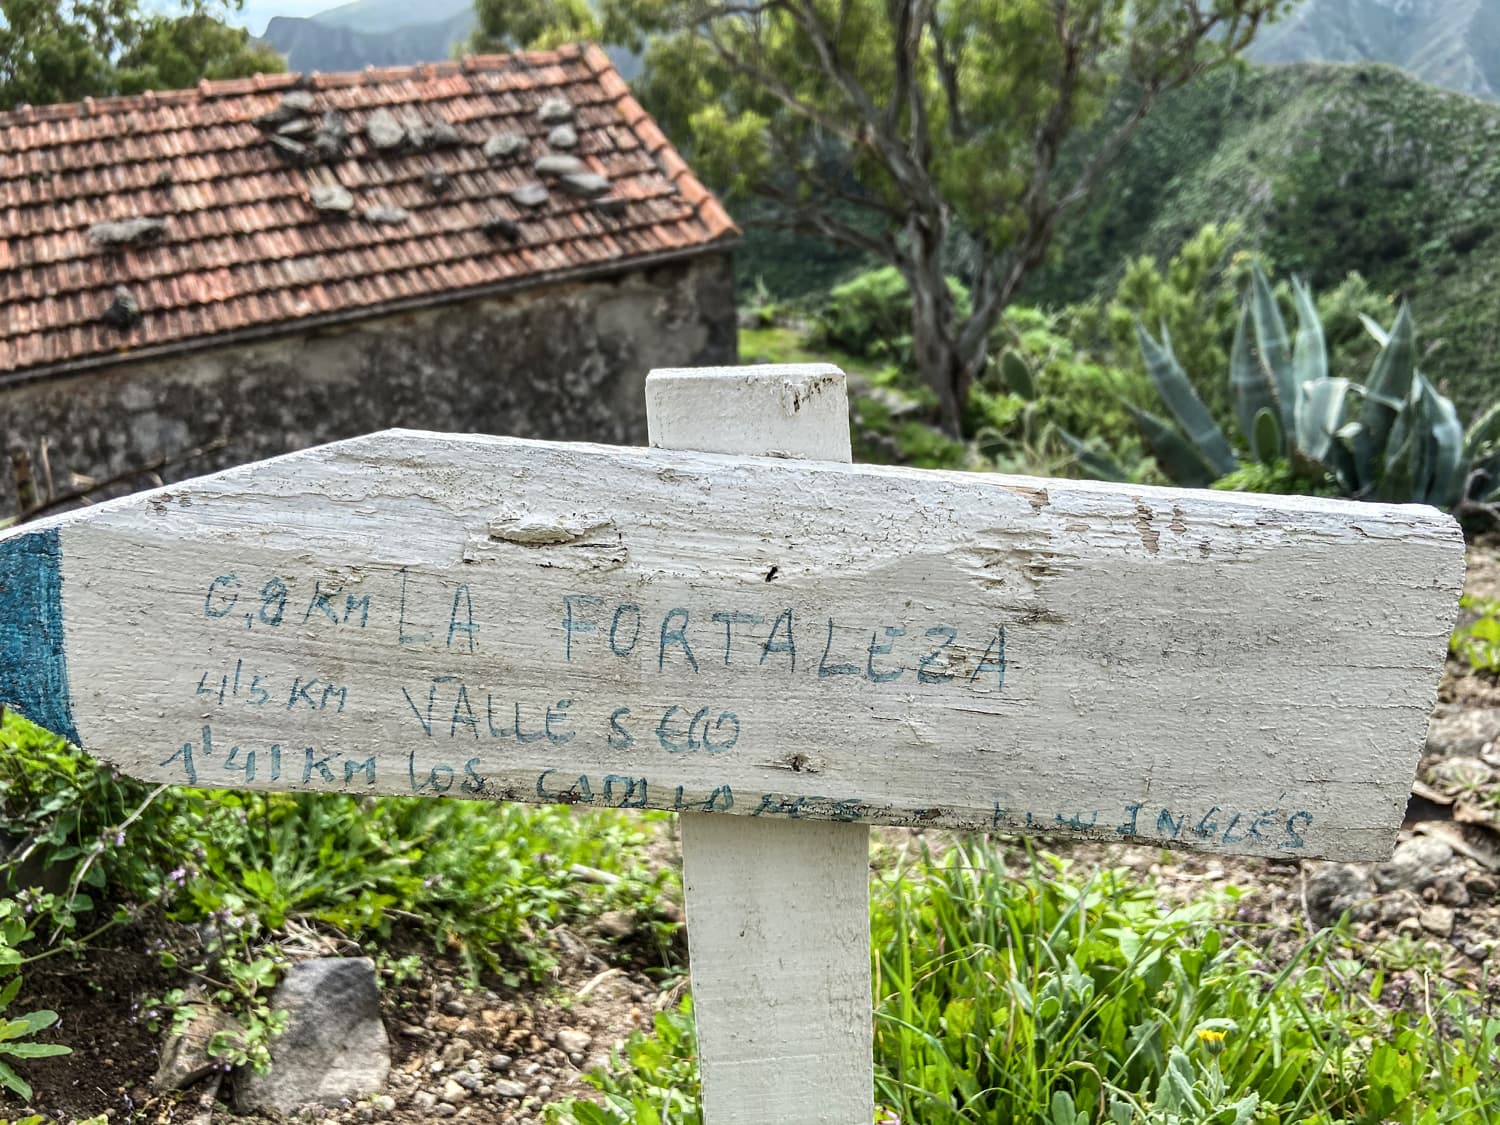 0,8 KM LA FORTALEZA
4'5 KM VALLE SECO
1'41 KM LOS INGLÉS